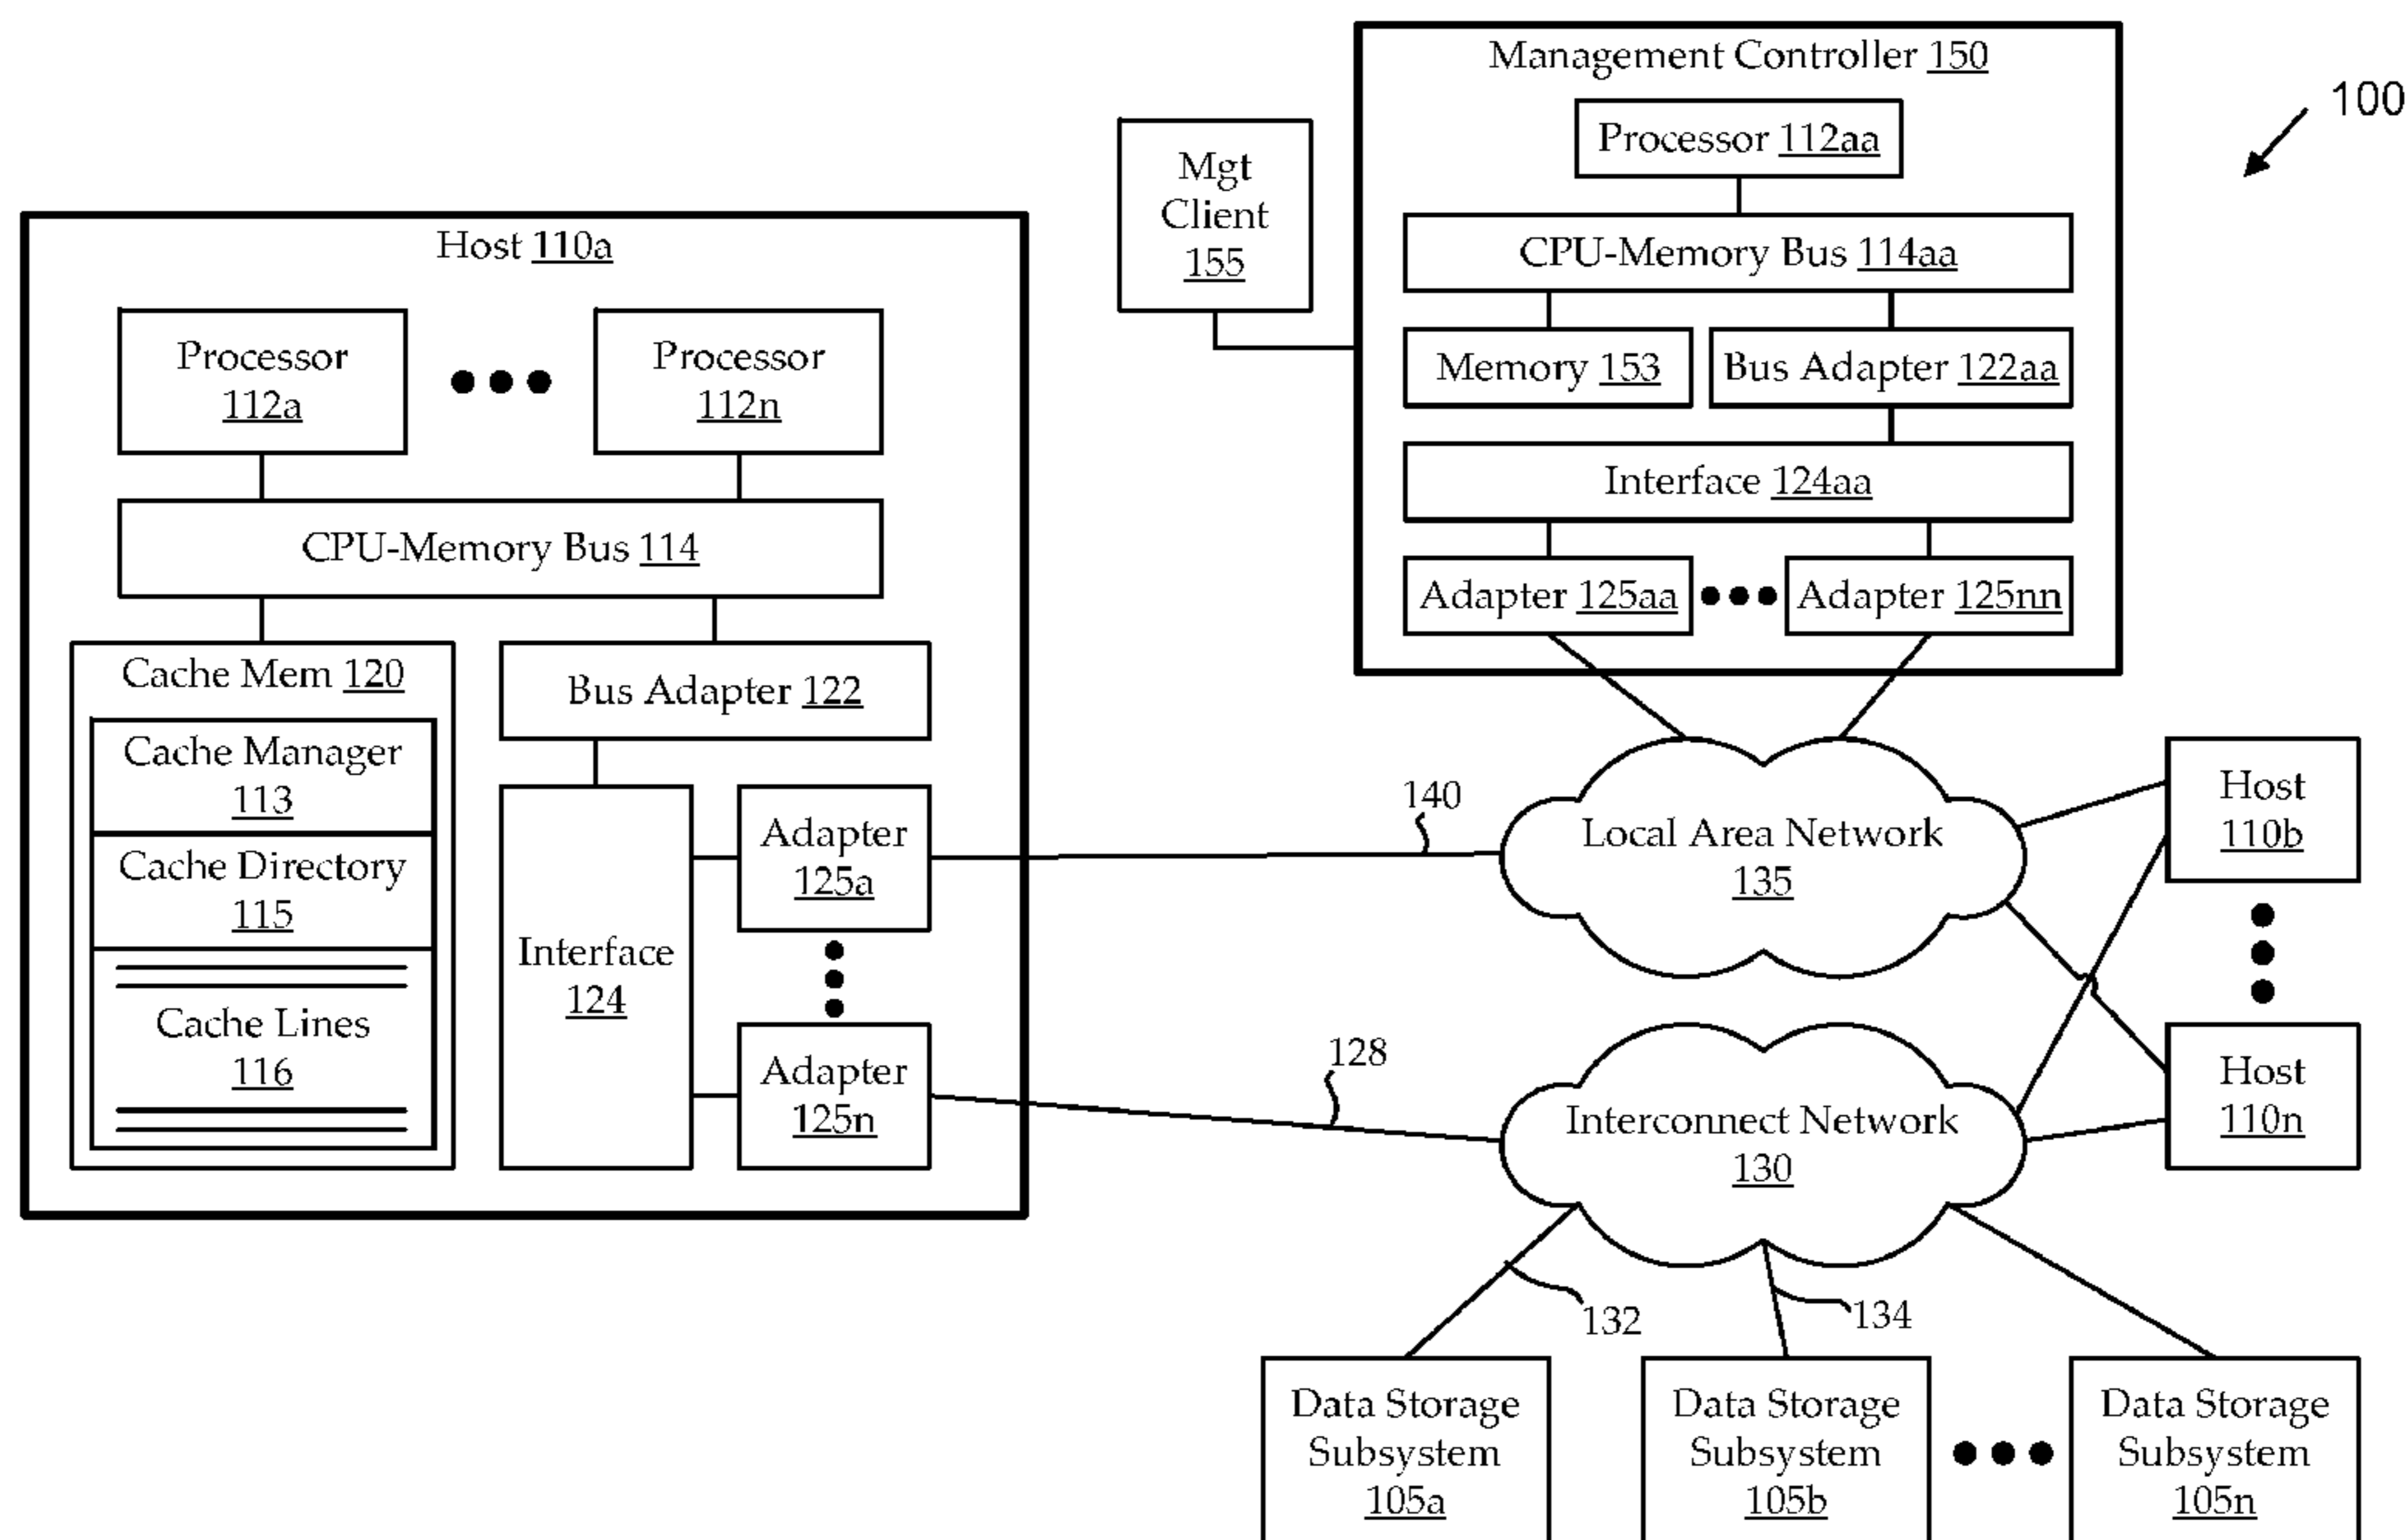 Management Controller 150
100
Processor 112aa
Mgt
Client
155
CPU-Memory Bus 114aa
Memory 153
Bus Adapter 122aa
Interface 124aa
Adapter 125aa
Adapter 125nn
Host 110a
Processor
112a
Processor
112n
CPU-Memory Bus 114
Cache Mem 120
Cache Manager
113
Cache Directory
115
Cache Lines
116
Bus Adapter 122
Interface
124
Adapter
125a
Adapter
125n
140
128
Local Area Network
135
Interconnect Network
130
Host
110b
Host
110n
132
134
Data Storage
Subsystem
105a
Data Storage
Subsystem
105b
Data Storage
Subsystem
105n